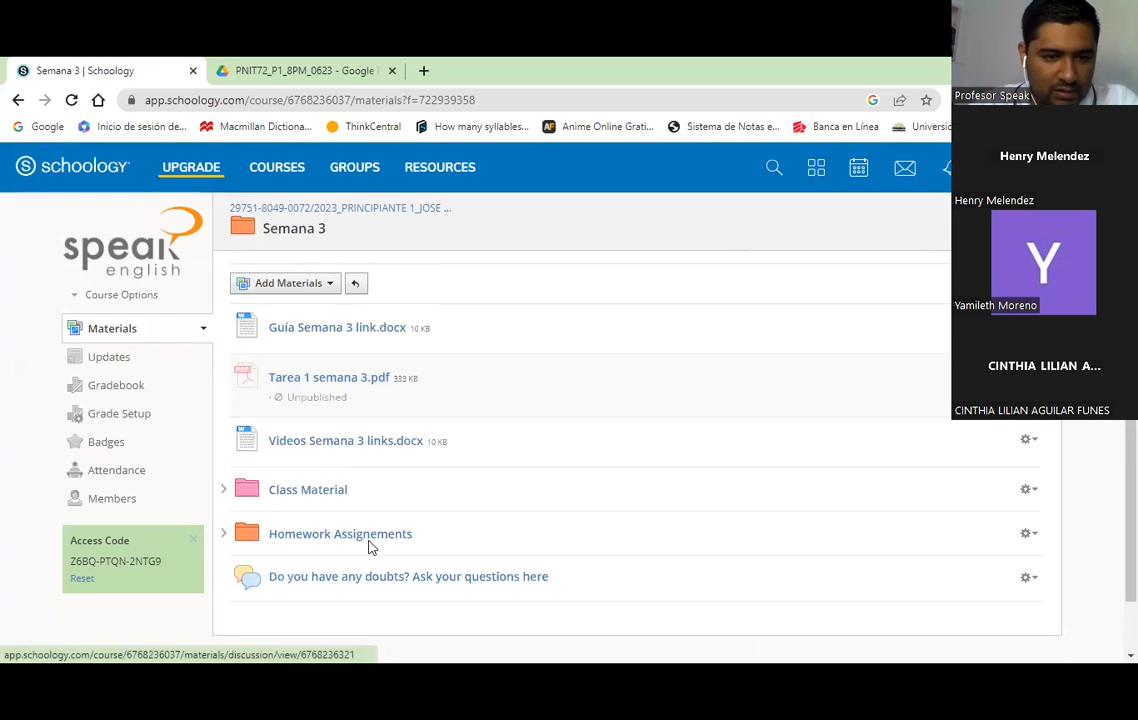 Semana 3 | Schoology
PNIT72_P1_8PM_0623 - Google
app.schoology.com/course/6768236037/materials?f=722939358
Google
Inicio de sesión de...
Macmillan Dictiona...
ThinkCentral
How many syllables...
Anime Online Grati...
Sistema de Notas e...
Banca en Línea
Universid
S schoology
UPGRADE
COURSES
GROUPS
RESOURCES
speak
english
Course Options
Materials
Updates
Gradebook
Grade Setup
Badges
Attendance
Members
Access Code
Z6BQ-PTQN-2NTG9
Reset
29751-8049-0072/2023_PRINCIPIANTE 1_JOSE ...
Semana 3
Add Materials
Guía Semana 3 link.docx 10 KB
Tarea 1 semana 3.pdf 333 KB
· Unpublished
Videos Semana 3 links.docx 10 KB
Class Material
Homework Assignements
Do you have any doubts? Ask your questions here
app.schoology.com/course/6768236037/materials/discussion/view/6768236321
Profesor Speak
Henry Melendez
Henry Melendez
Y
Yamileth Moreno
CINTHIA LILIAN A...
CINTHIA LILIAN AGUILAR FUNES